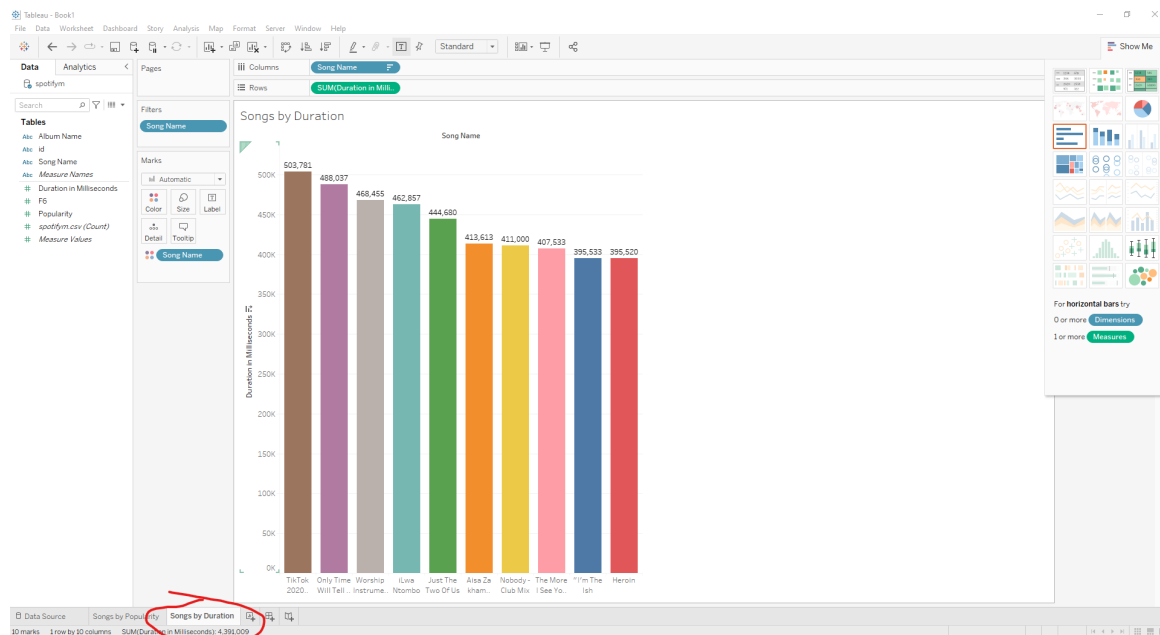 Tableau - Book1
File Data Worksheet Dashboard Story Analysis Map Format Server Window Help
Standard
Show Me
Data Analytics
spotifym
Search
Tables
Abc Album Name
Abc id
Abc Song Name
Abc Measure Names
# Duration in Milliseconds
# F6
# Popularity
# spotifym.csv (Count)
# Measure Values
Pages
Filters
Song Name
Marks
Automatic
Color Size Label
Detail Tooltip
Song Name
Columns Song Name
Rows SUM(Duration in Milli..
Songs by Duration
Song Name
Duration in Milliseconds
500K
450K
400K
350K
300K
250K
200K
150K
100K
50K
0K
503,781
488,037
468,455
462,857
444,680
413,613
411,000
407,533
395,533
395,520
TikTok 2020..
Only Time Will Tell ..
Worship Instrume..
iLwa Ntombo
Just The Two Of Us
Aisa Za kham..
Nobody - Club Mix
The More I See Yo..
"I'm The Ish
Heroin
For horizontal bars try
0 or more Dimensions
1 or more Measures
Data Source Songs by Popularity Songs by Duration
10 marks 1 row by 10 columns SUM(Duration in Milliseconds): 4,391,009